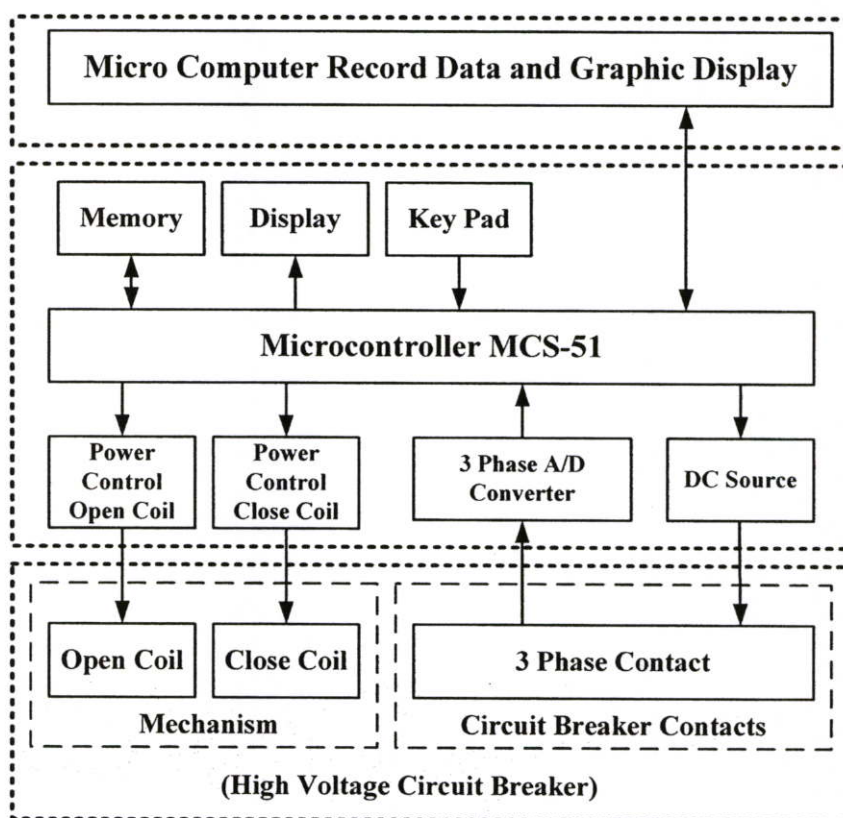 Micro Computer Record Data and Graphic Display
Memory
Display
Key Pad
Microcontroller MCS-51
Power
Control
Open Coil
Power
Control
Close Coil
3 Phase A/D
Converter
DC Source
Open Coil
Close Coil
3 Phase Contact
Mechanism
Circuit Breaker Contacts
(High Voltage Circuit Breaker)